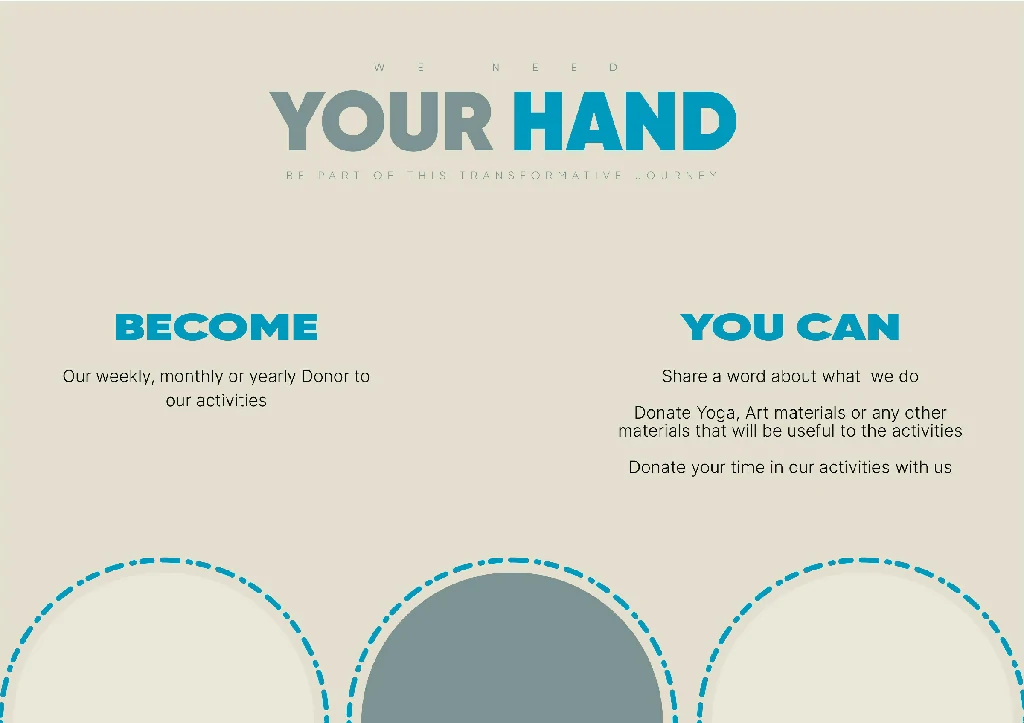 WE NEED
YOUR HAND
BE PART OF THIS TRANSFORMATIVE JOURNEY
BECOME
Our weekly, monthly or yearly Donor to
our activities
YOU CAN
Share a word about what we do
Donate Yoga, Art materials or any other
materials that will be useful to the activities
Donate your time in our activities with us